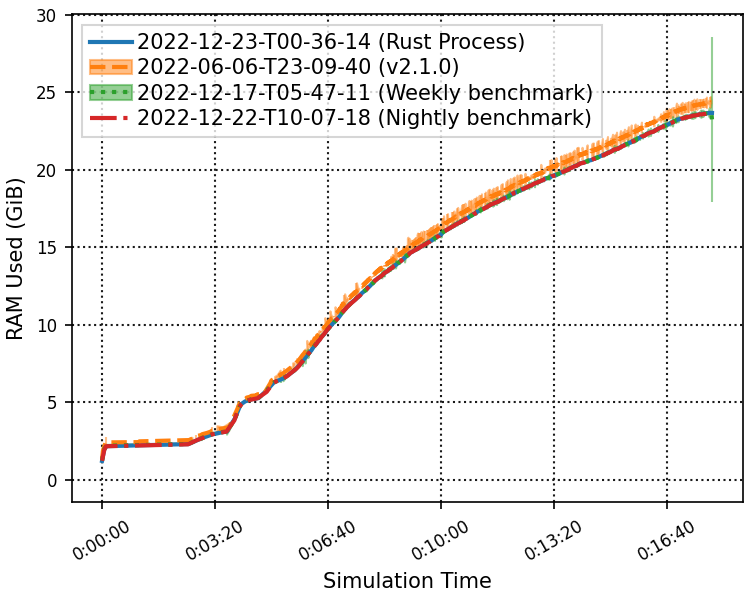 30
25
20
15
10
5
0
RAM Used (GiB)
2022-12-23-T00-36-14 (Rust Process)
2022-06-06-T23-09-40 (v2.1.0)
2022-12-17-T05-47-11 (Weekly benchmark)
2022-12-22-T10-07-18 (Nightly benchmark)
0:00:00
0:03:20
0:06:40
0:10:00
0:13:20
0:16:40
Simulation Time